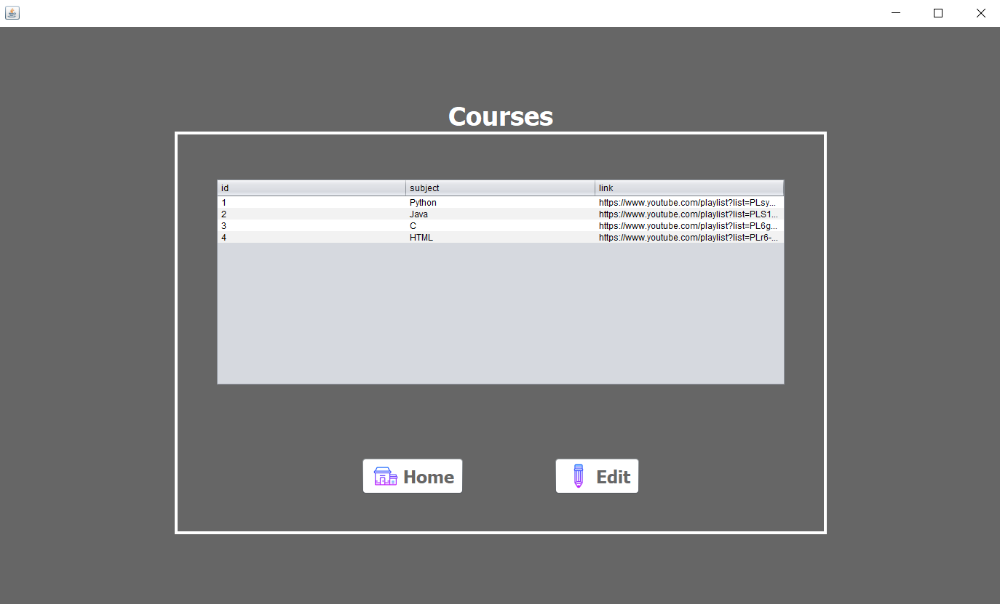 Courses
id subject link
1 Python https://www.youtube.com/playlist?list=PLsy...
2 Java https://www.youtube.com/playlist?list=PLS1...
3 C https://www.youtube.com/playlist?list=PL6g...
4 HTML https://www.youtube.com/playlist?list=PLr6-...
Home Edit